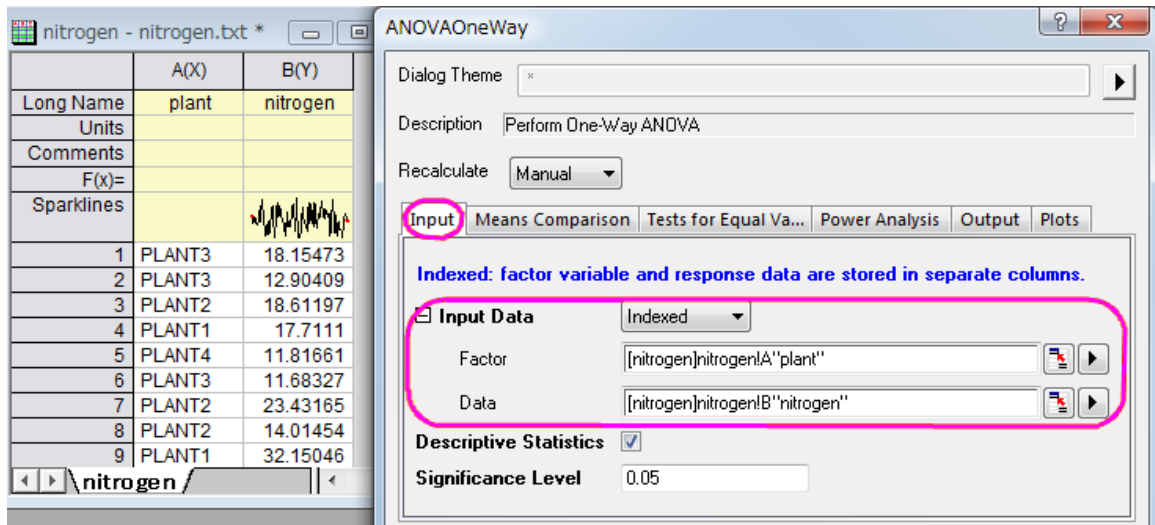 nitrogen - nitrogen.txt *
A(X) B(Y)
Long Name plant nitrogen
Units
Comments
F(x)=
Sparklines
1 PLANT3 18.15473
2 PLANT3 12.90409
3 PLANT2 18.61197
4 PLANT1 17.7111
5 PLANT4 11.81661
6 PLANT3 11.68327
7 PLANT2 23.43165
8 PLANT2 14.01454
9 PLANT1 32.15046
nitrogen
ANOVAOneWay
Dialog Theme *
Description Perform One-Way ANOVA
Recalculate Manual
Input Means Comparison Tests for Equal Va... Power Analysis Output Plots
Indexed: factor variable and response data are stored in separate columns.
Input Data Indexed
Factor [nitrogen]nitrogen!A"plant"
Data [nitrogen]nitrogen!B"nitrogen"
Descriptive Statistics
Significance Level 0.05